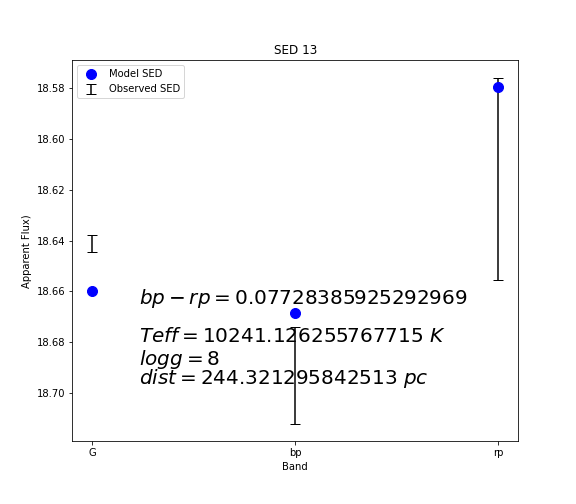 SED 13
Model SED
Observed SED
18.58
18.60
18.62
18.64
18.66
18.68
18.70
Apparent Flux)
bp − rp = 0.07728385925292969
Teff = 10241.126255767715 K
logg = 8
dist = 244.321295842513 pc
G
bp
rp
Band